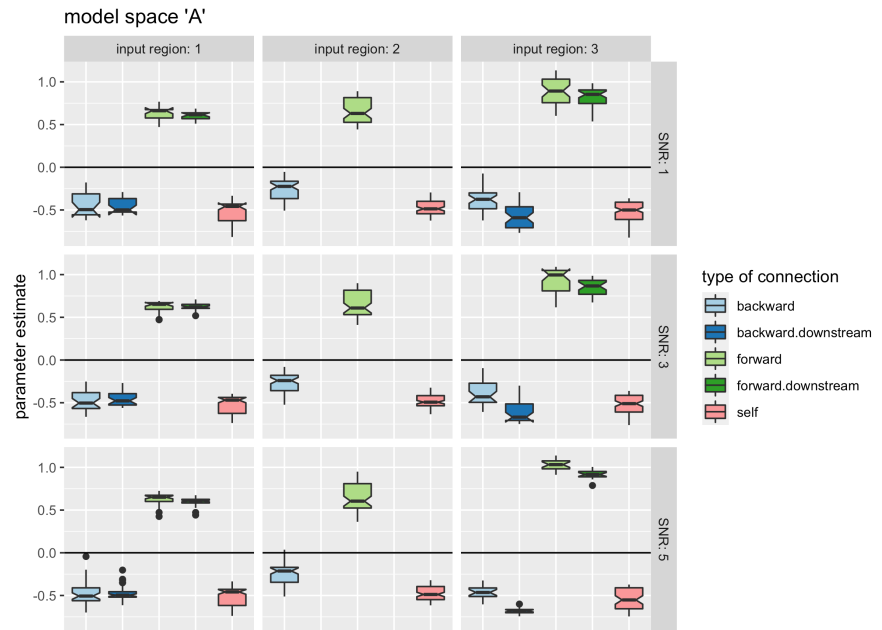 model space 'A'
input region: 1
input region: 2
input region: 3
1.0
0.5
0.0
-0.5
SNR: 1
1.0
0.5
0.0
-0.5
SNR: 3
1.0
0.5
0.0
-0.5
SNR: 5
parameter estimate
type of connection
backward
backward.downstream
forward
forward.downstream
self